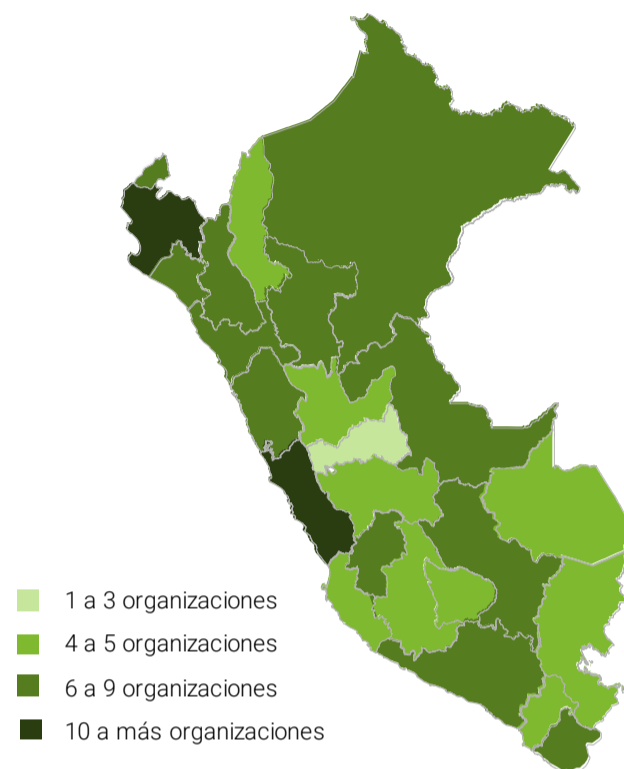 1 a 3 organizaciones
4 a 5 organizaciones
6 a 9 organizaciones
10 a más organizaciones